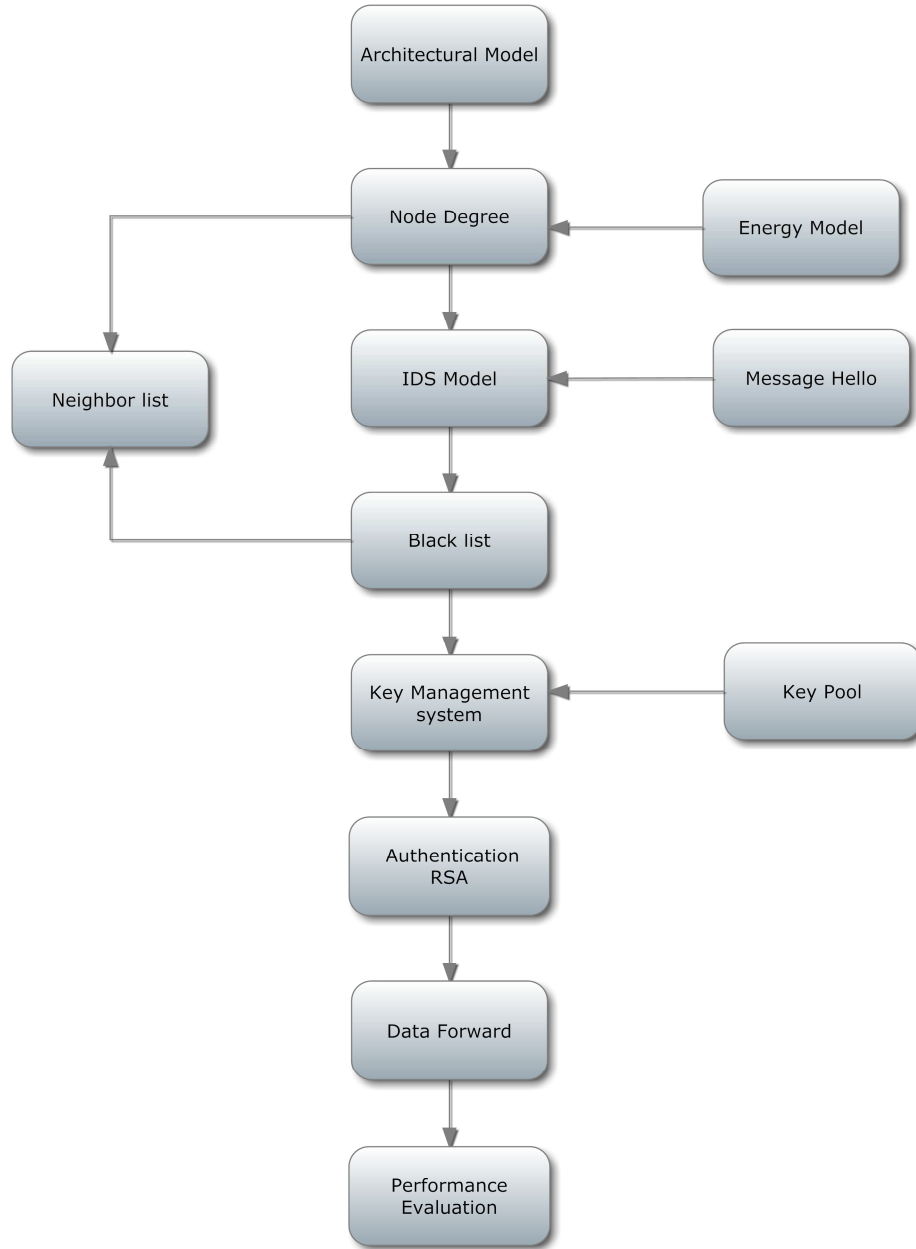 Architectural Model
Node Degree
Energy Model
IDS Model
Message Hello
Neighbor list
Black list
Key Management
system
Key Pool
Authentication
RSA
Data Forward
Performance
Evaluation